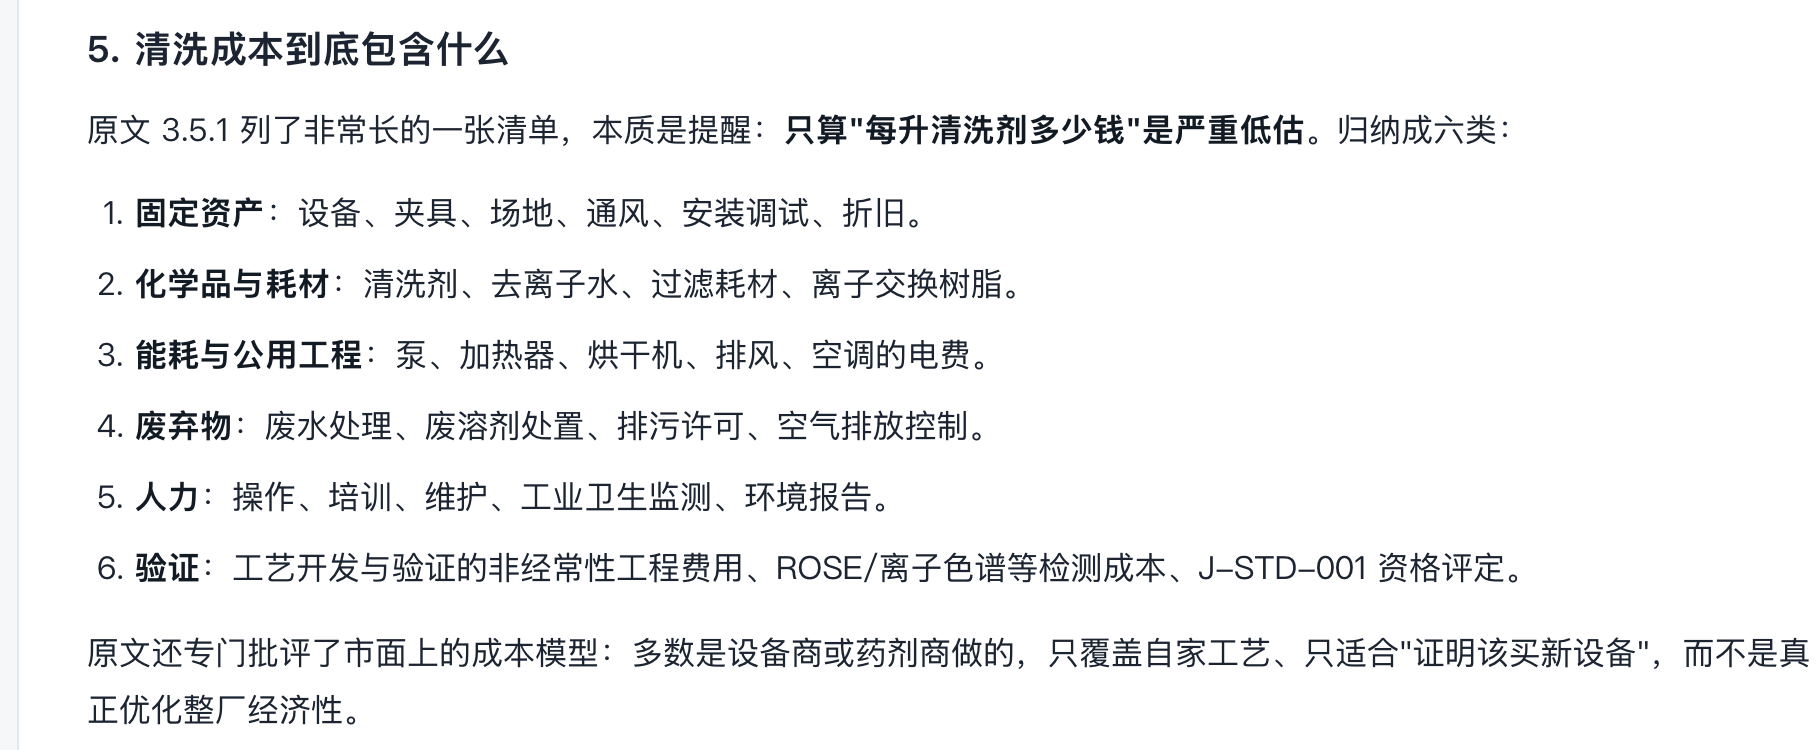 5. 清洗成本到底包含什么
原文 3.5.1 列了非常长的一张清单，本质是提�：只算"每升清洗剂多少钱"是严重低估。归纳成六类：
1. 固定资产：设备、夹具、场地、通风、安装调试、折旧。
2. 化学品与耗材：清洗剂、去离子水、过滤耗材、离子交换树脂。
3. 能耗与公用工程：泵、加热器、烘干机、排风、空调的电费。
4. 废弃物：废水处理、废溶剂处置、排污许可、空气排放控制。
5. 人力：操作、培训、维护、工业卫生监测、环境报告。
6. 验证：工艺开发与验证的非经常性工程费用、ROSE/离子色谱等检测成本、J-STD-001 资格评定。
原文还专门批评了市面上的成本模型：多数是设备商或药剂商做的，只覆盖自家工艺、只适合"证明该买新设备"，而不是真
正优化整厂经济性。